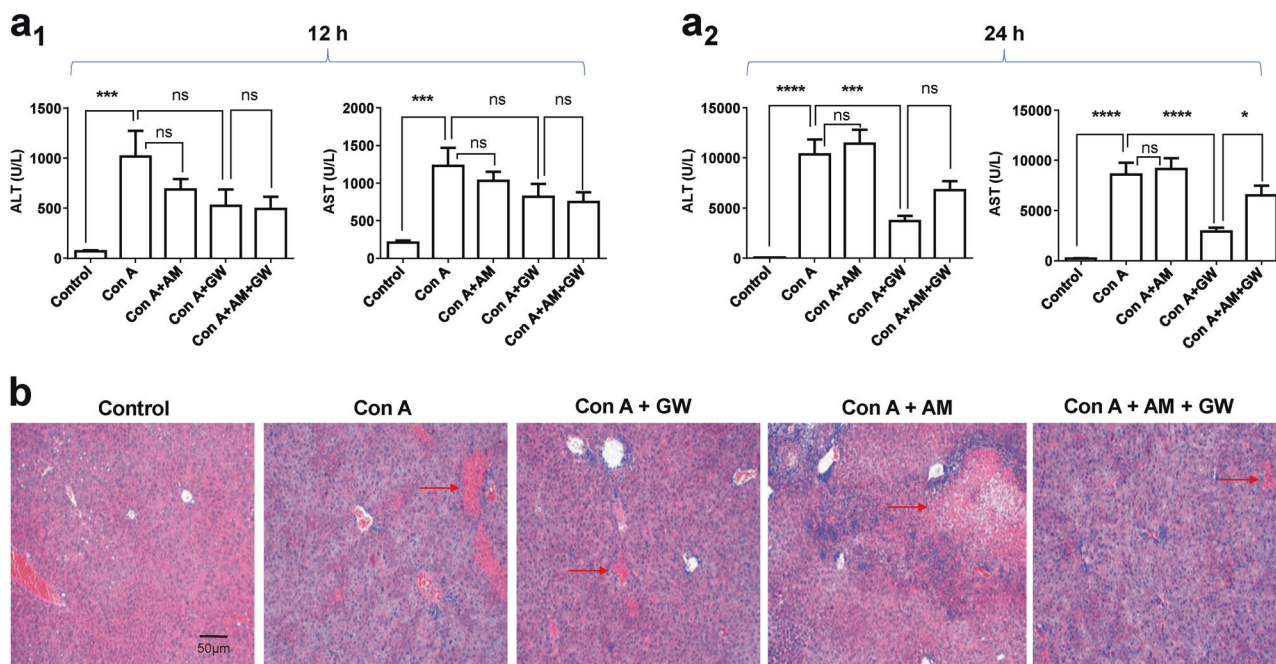 a1
12 h
a2
24 h
*** ns ns
ns
ALT (U/L)
1500
1000
500
0
Control
Con A
Con A+AM
Con A+GW
Con A+AM+GW
*** ns ns
ns
AST (U/L)
2000
1500
1000
500
0
Control
Con A
Con A+AM
Con A+GW
Con A+AM+GW
**** *** ns
ns
ALT (U/L)
15000
10000
5000
0
Control
Con A
Con A+AM
Con A+GW
Con A+AM+GW
**** **** *
ns
AST (U/L)
15000
10000
5000
0
Control
Con A
Con A+AM
Con A+GW
Con A+AM+GW
b
Control
Con A
Con A + GW
Con A + AM
Con A + AM + GW
50μm